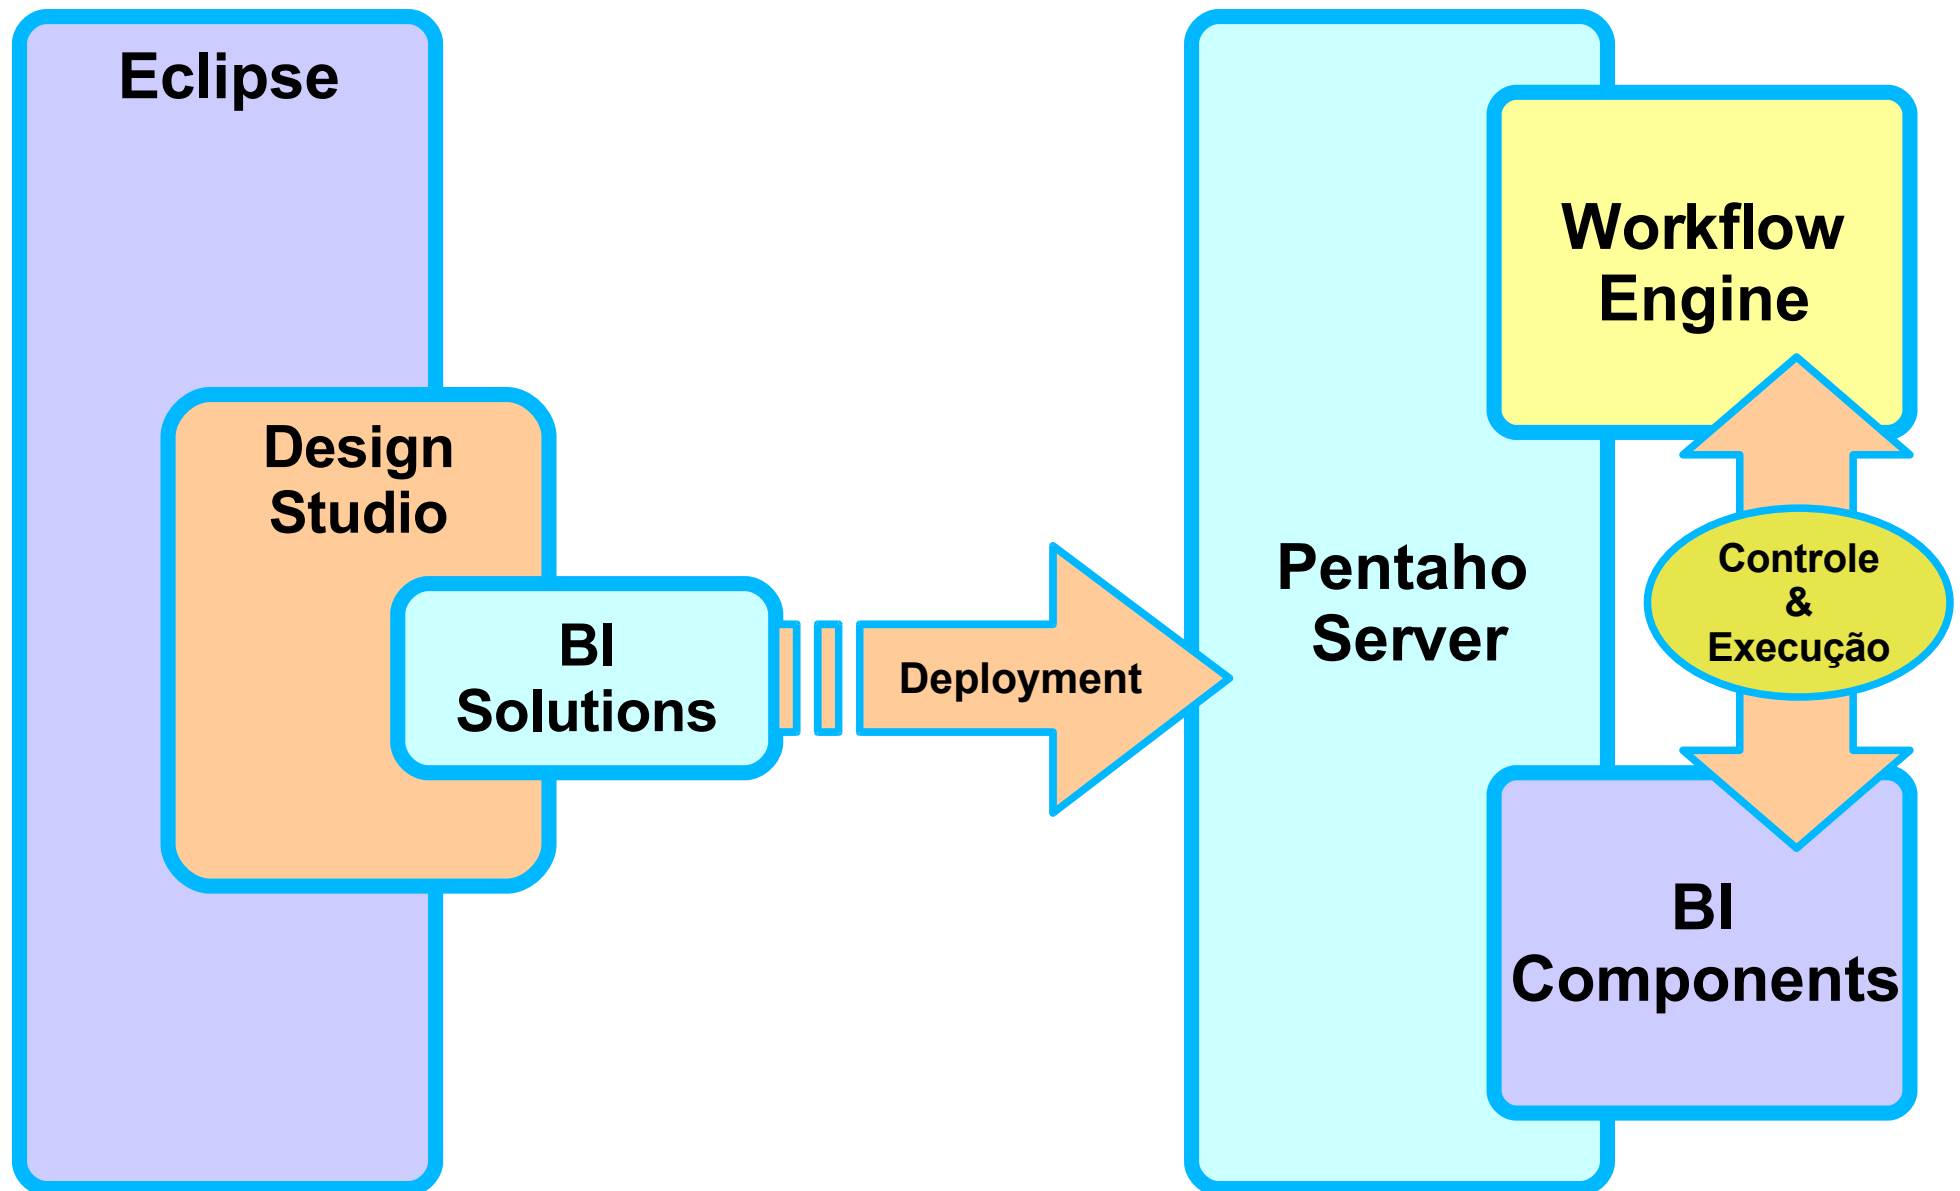 Eclipse
Design
Studio
BI
Solutions
Deployment
Pentaho
Server
Workflow
Engine
Controle
&
Execução
BI
Components